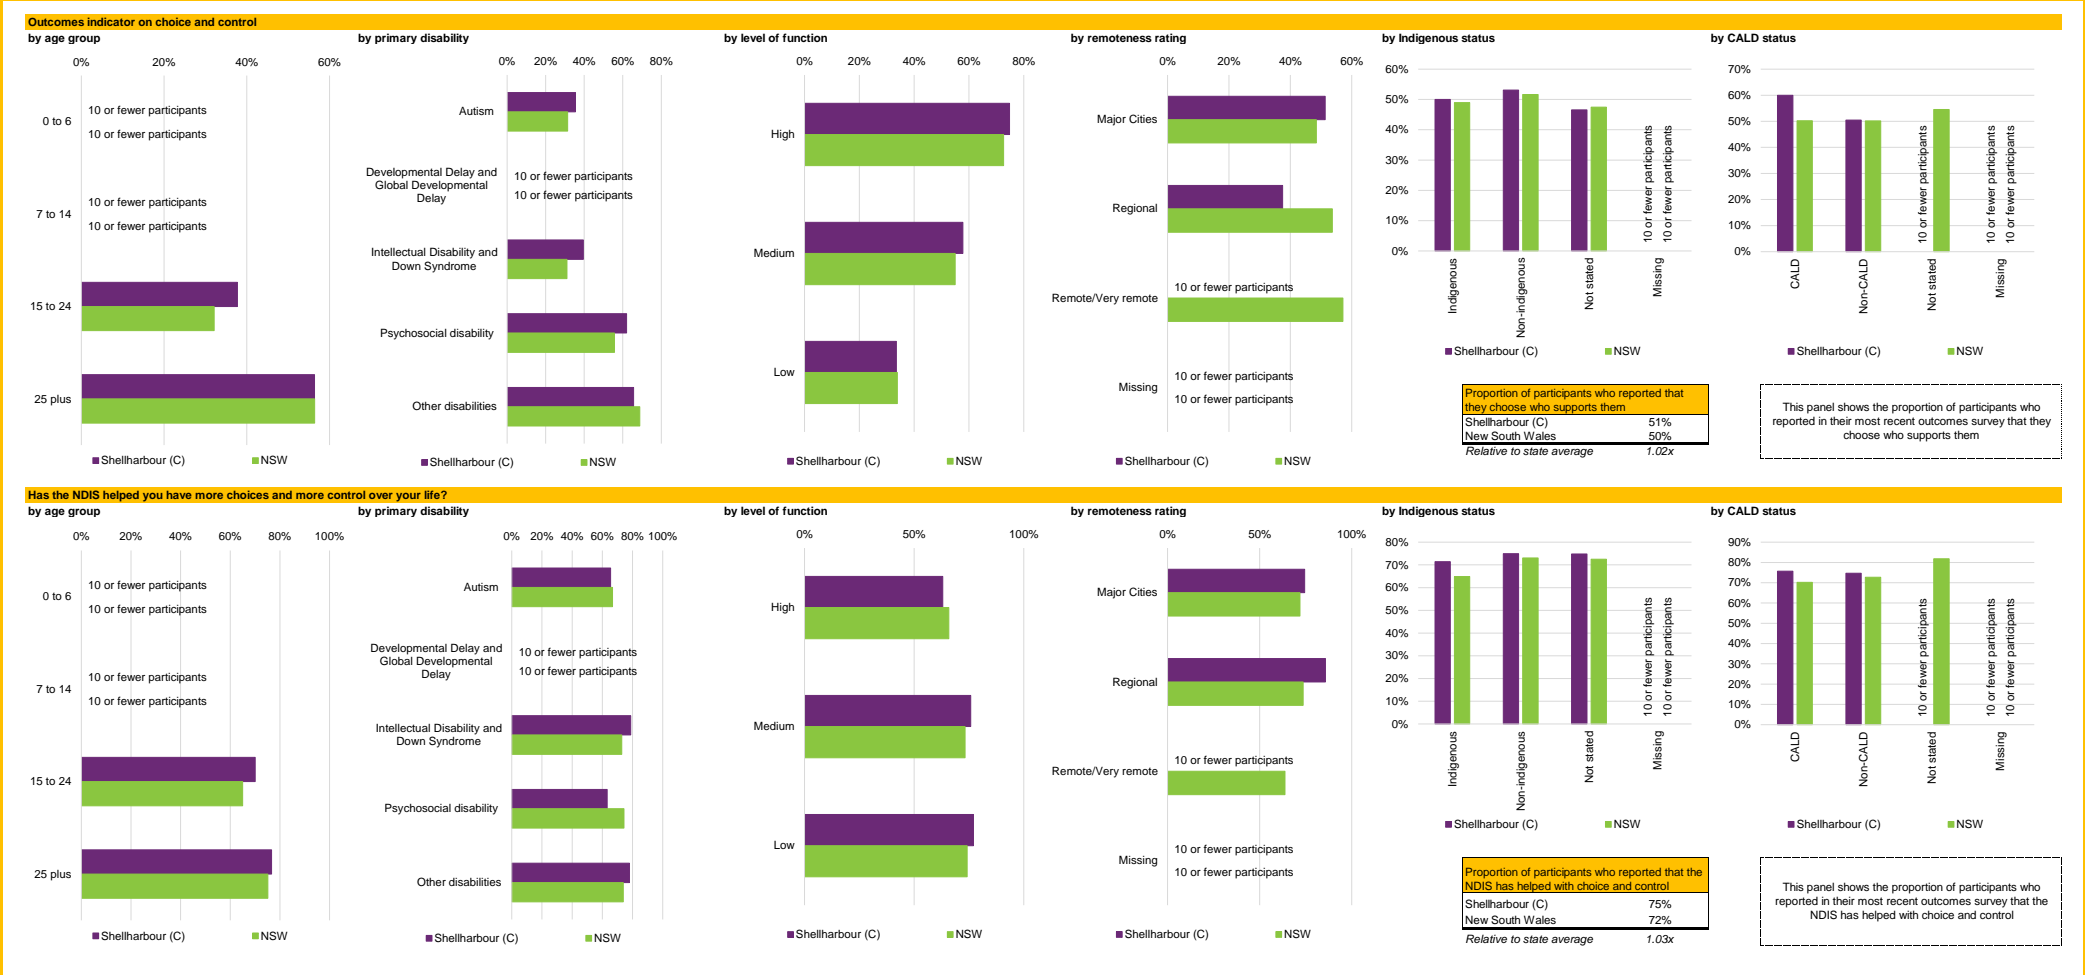 Outcomes indicator on choice and control
by age group
0%
20%
40%
60%
0 to 6
10 or fewer participants
10 or fewer participants
7 to 14
10 or fewer participants
10 or fewer participants
15 to 24
25 plus
Shellharbour (C)
NSW
by primary disability
0%
20%
40%
60%
80%
Autism
Developmental Delay and
Global Developmental
Delay
10 or fewer participants
10 or fewer participants
Intellectual Disability and
Down Syndrome
Psychosocial disability
Other disabilities
Shellharbour (C)
NSW
by level of function
0%
20%
40%
60%
80%
High
Medium
Low
Shellharbour (C)
NSW
by remoteness rating
0%
20%
40%
60%
Major Cities
Regional
Remote/Very remote
10 or fewer participants
Missing
10 or fewer participants
10 or fewer participants
Shellharbour (C)
NSW
by Indigenous status
60%
50%
40%
30%
20%
10%
0%
10 or fewer participants
10 or fewer participants
Indigenous
Non-indigenous
Not stated
Missing
Shellharbour (C)
NSW
by CALD status
70%
60%
50%
40%
30%
20%
10%
0%
10 or fewer participants
10 or fewer participants
10 or fewer participants
CALD
Non-CALD
Not stated
Missing
Shellharbour (C)
NSW
Proportion of participants who reported that
they choose who supports them
Shellharbour (C) 51%
New South Wales 50%
Relative to state average 1.02x
This panel shows the proportion of participants who
reported in their most recent outcomes survey that they
choose who supports them
Has the NDIS helped you have more choices and more control over your life?
by age group
0%
20%
40%
60%
80%
100%
0 to 6
10 or fewer participants
10 or fewer participants
7 to 14
10 or fewer participants
10 or fewer participants
15 to 24
25 plus
Shellharbour (C)
NSW
by primary disability
0%
20%
40%
60%
80%
100%
Autism
Developmental Delay and
Global Developmental
Delay
10 or fewer participants
10 or fewer participants
Intellectual Disability and
Down Syndrome
Psychosocial disability
Other disabilities
Shellharbour (C)
NSW
by level of function
0%
50%
100%
High
Medium
Low
Shellharbour (C)
NSW
by remoteness rating
0%
50%
100%
Major Cities
Regional
Remote/Very remote
10 or fewer participants
Missing
10 or fewer participants
10 or fewer participants
Shellharbour (C)
NSW
by Indigenous status
80%
70%
60%
50%
40%
30%
20%
10%
0%
10 or fewer participants
10 or fewer participants
Indigenous
Non-indigenous
Not stated
Missing
Shellharbour (C)
NSW
by CALD status
90%
80%
70%
60%
50%
40%
30%
20%
10%
0%
10 or fewer participants
10 or fewer participants
10 or fewer participants
CALD
Non-CALD
Not stated
Missing
Shellharbour (C)
NSW
Proportion of participants who reported that the
NDIS has helped with choice and control
Shellharbour (C) 75%
New South Wales 72%
Relative to state average 1.03x
This panel shows the proportion of participants who
reported in their most recent outcomes survey that the
NDIS has helped with choice and control